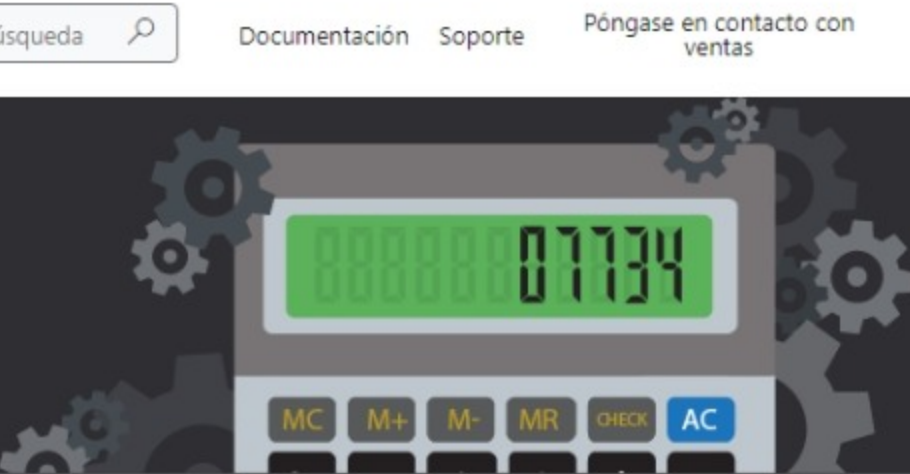 úsqueda
Documentación
Soporte
Póngase en contacto con
ventas
07734
MC
M+
M-
MR
CHECK
AC